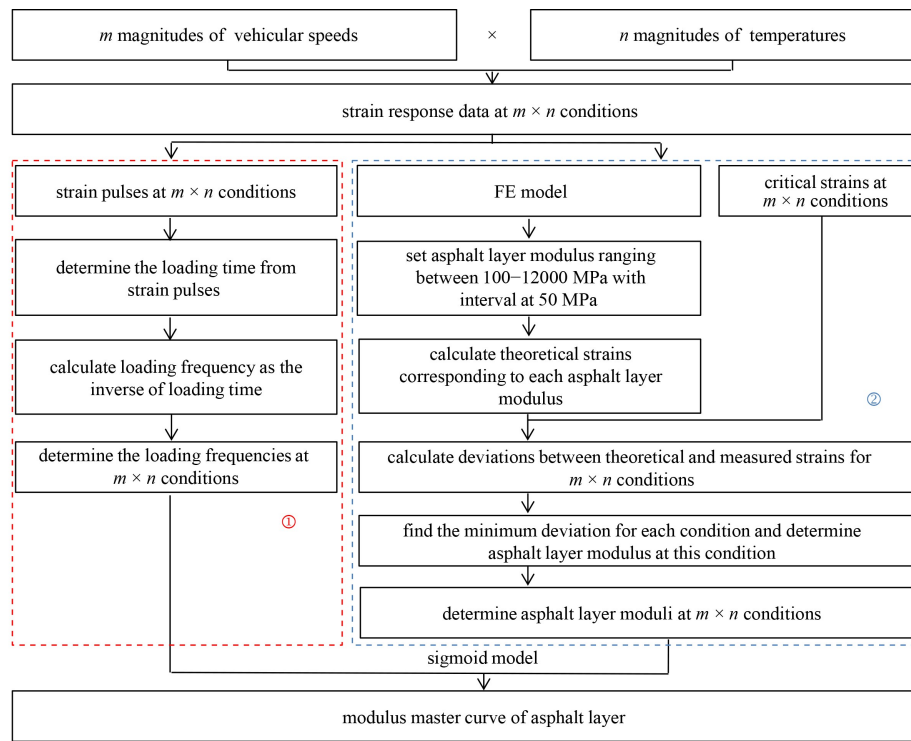 m magnitudes of vehicular speeds
×
n magnitudes of temperatures
strain response data at m × n conditions
strain pulses at m × n conditions
determine the loading time from
strain pulses
calculate loading frequency as the
inverse of loading time
determine the loading frequencies at
m × n conditions
①
FE model
critical strains at
m × n conditions
set asphalt layer modulus ranging
between 100−12000 MPa with
interval at 50 MPa
calculate theoretical strains
corresponding to each asphalt layer
modulus
②
calculate deviations between theoretical and measured strains for
m × n conditions
find the minimum deviation for each condition and determine
asphalt layer modulus at this condition
determine asphalt layer moduli at m × n conditions
sigmoid model
modulus master curve of asphalt layer